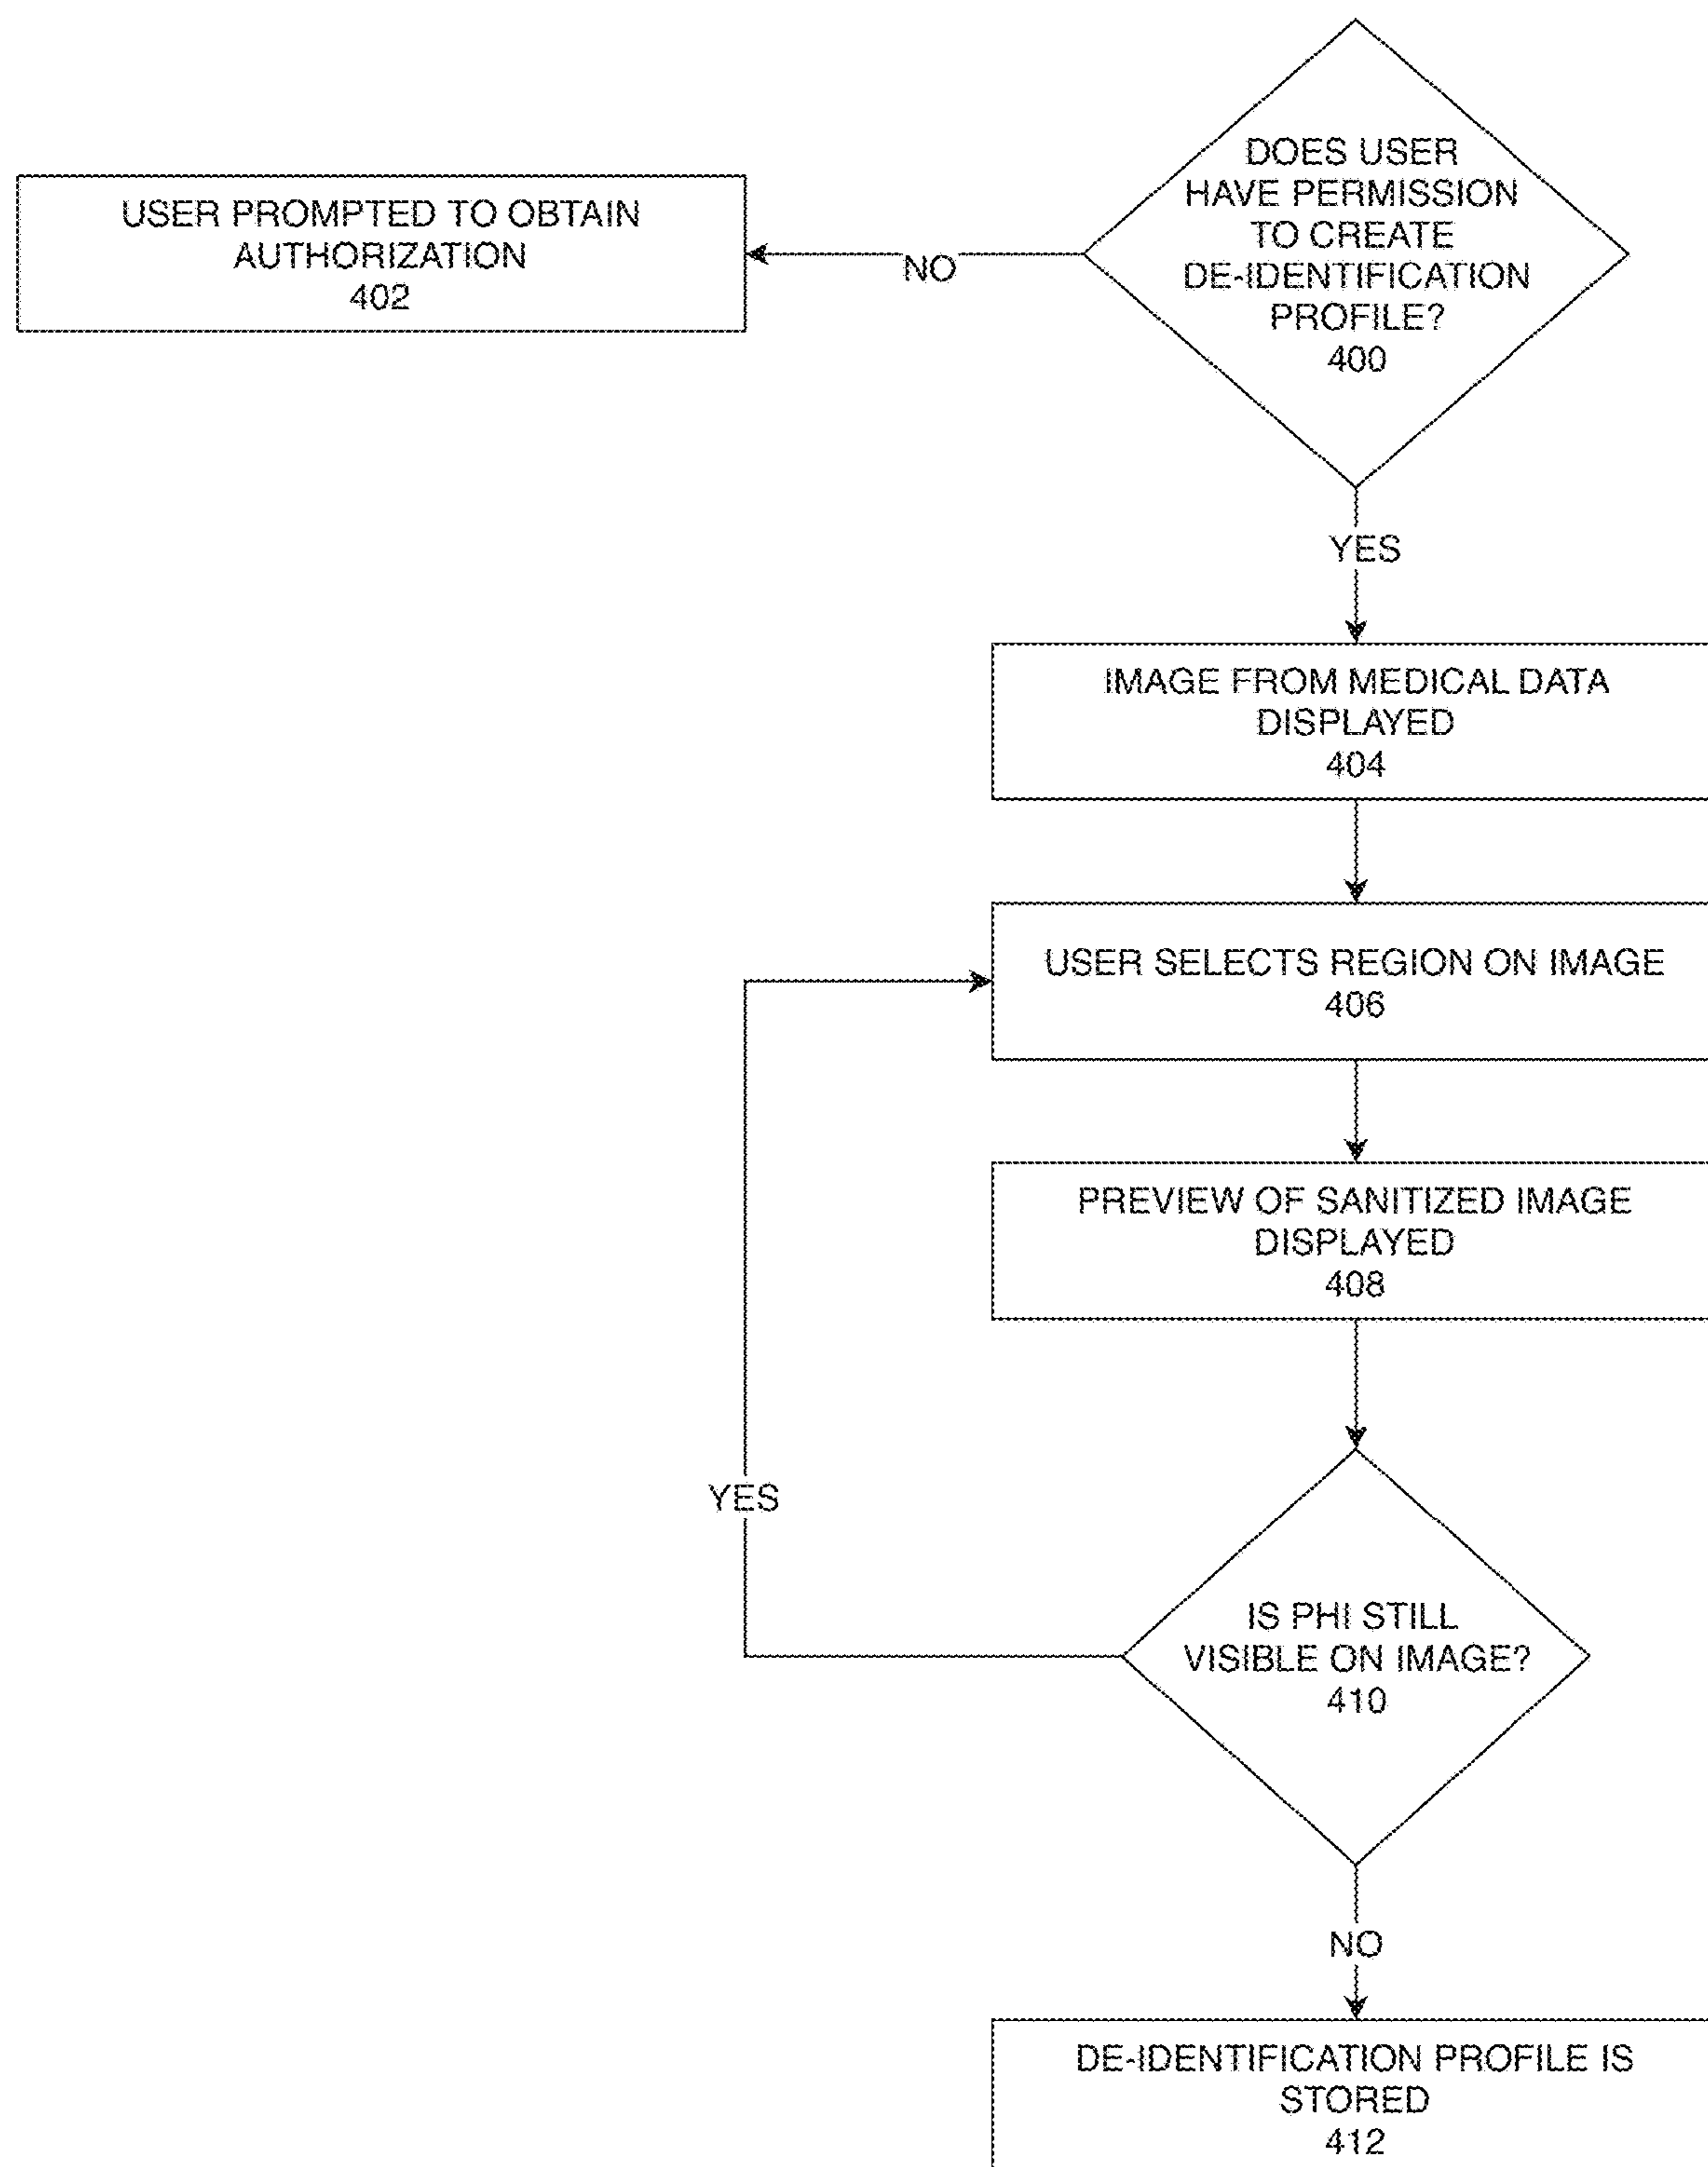 DOES USER
HAVE PERMISSION
TO CREATE
DE-IDENTIFICATION
PROFILE?
400
USER PROMPTED TO OBTAIN
AUTHORIZATION
402
NO
YES
IMAGE FROM MEDICAL DATA
DISPLAYED
404
USER SELECTS REGION ON IMAGE
406
PREVIEW OF SANITIZED IMAGE
DISPLAYED
408
YES
IS PHI STILL
VISIBLE ON IMAGE?
410
NO
DE-IDENTIFICATION PROFILE IS
STORED
412